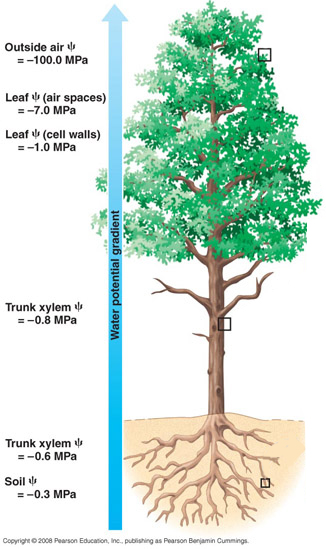 Outside air Ψ
= –100.0 MPa
Leaf Ψ (air spaces)
= –7.0 MPa
Leaf Ψ (cell walls)
= –1.0 MPa
Water potential gradient
Trunk xylem Ψ
= –0.8 MPa
Trunk xylem Ψ
= –0.6 MPa
Soil Ψ
= –0.3 MPa
Copyright © 2008 Pearson Education, Inc., publishing as Pearson Benjamin Cummings.